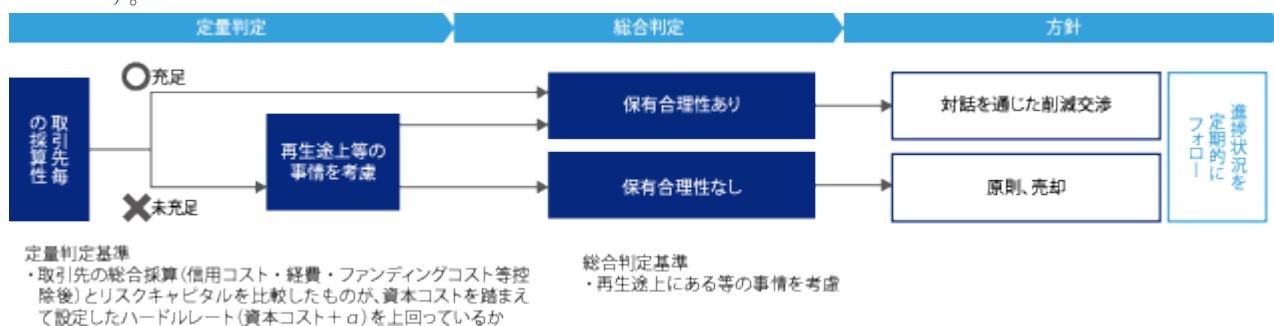 す。
定量判定
総合判定
方針
取引先毎
の採算性
充足
未充足
再生途上等の
事情を考慮
保有合理性あり
保有合理性なし
対話を通じた削減交渉
原則、売却
進捗状況を
定期的に
フォロー
定量判定基準
・取引先の総合採算（信用コスト・経費・ファンディングコスト等控
除後）とリスクキャピタルを比較したものが、資本コストを踏まえ
て設定したハードルレート（資本コスト＋α）を上回っているか
総合判定基準
・再生途上にある等の事情を考慮